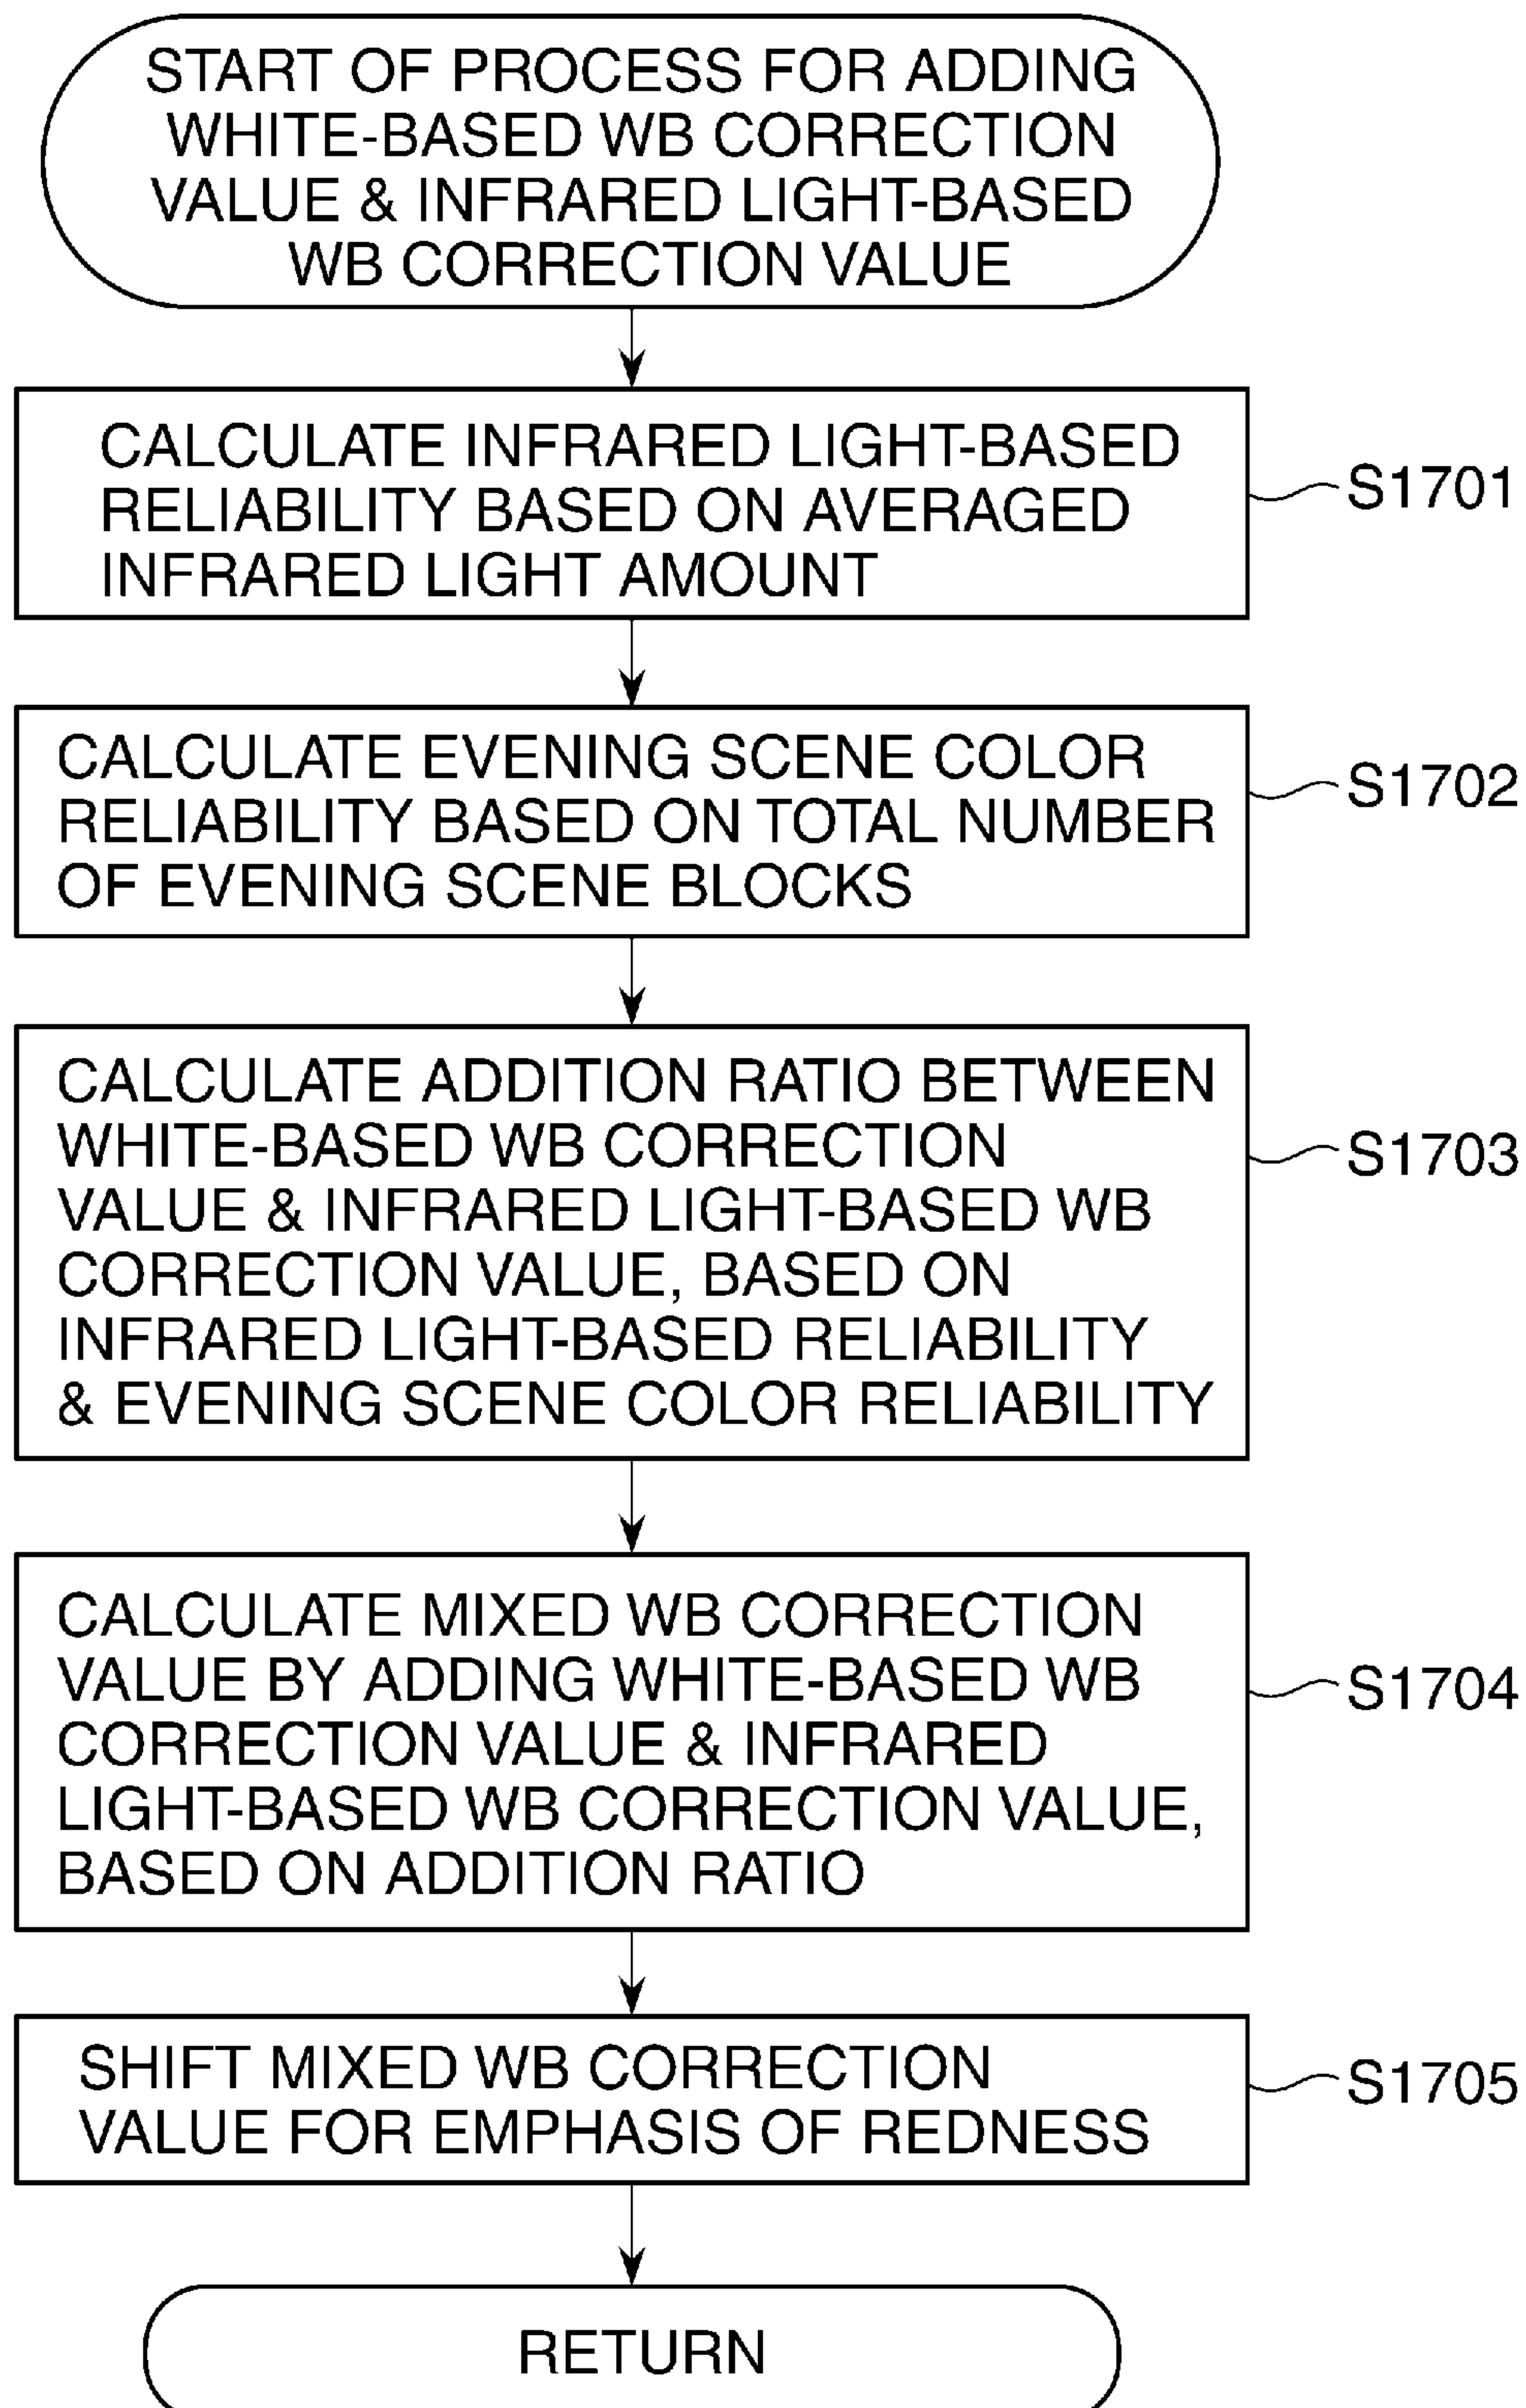 START OF PROCESS FOR ADDING
WHITE-BASED WB CORRECTION
VALUE & INFRARED LIGHT-BASED
WB CORRECTION VALUE
CALCULATE INFRARED LIGHT-BASED
RELIABILITY BASED ON AVERAGED
INFRARED LIGHT AMOUNT
S1701
CALCULATE EVENING SCENE COLOR
RELIABILITY BASED ON TOTAL NUMBER
OF EVENING SCENE BLOCKS
S1702
CALCULATE ADDITION RATIO BETWEEN
WHITE-BASED WB CORRECTION
VALUE & INFRARED LIGHT-BASED WB
CORRECTION VALUE, BASED ON
INFRARED LIGHT-BASED RELIABILITY
& EVENING SCENE COLOR RELIABILITY
S1703
CALCULATE MIXED WB CORRECTION
VALUE BY ADDING WHITE-BASED WB
CORRECTION VALUE & INFRARED
LIGHT-BASED WB CORRECTION VALUE,
BASED ON ADDITION RATIO
S1704
SHIFT MIXED WB CORRECTION
VALUE FOR EMPHASIS OF REDNESS
S1705
RETURN